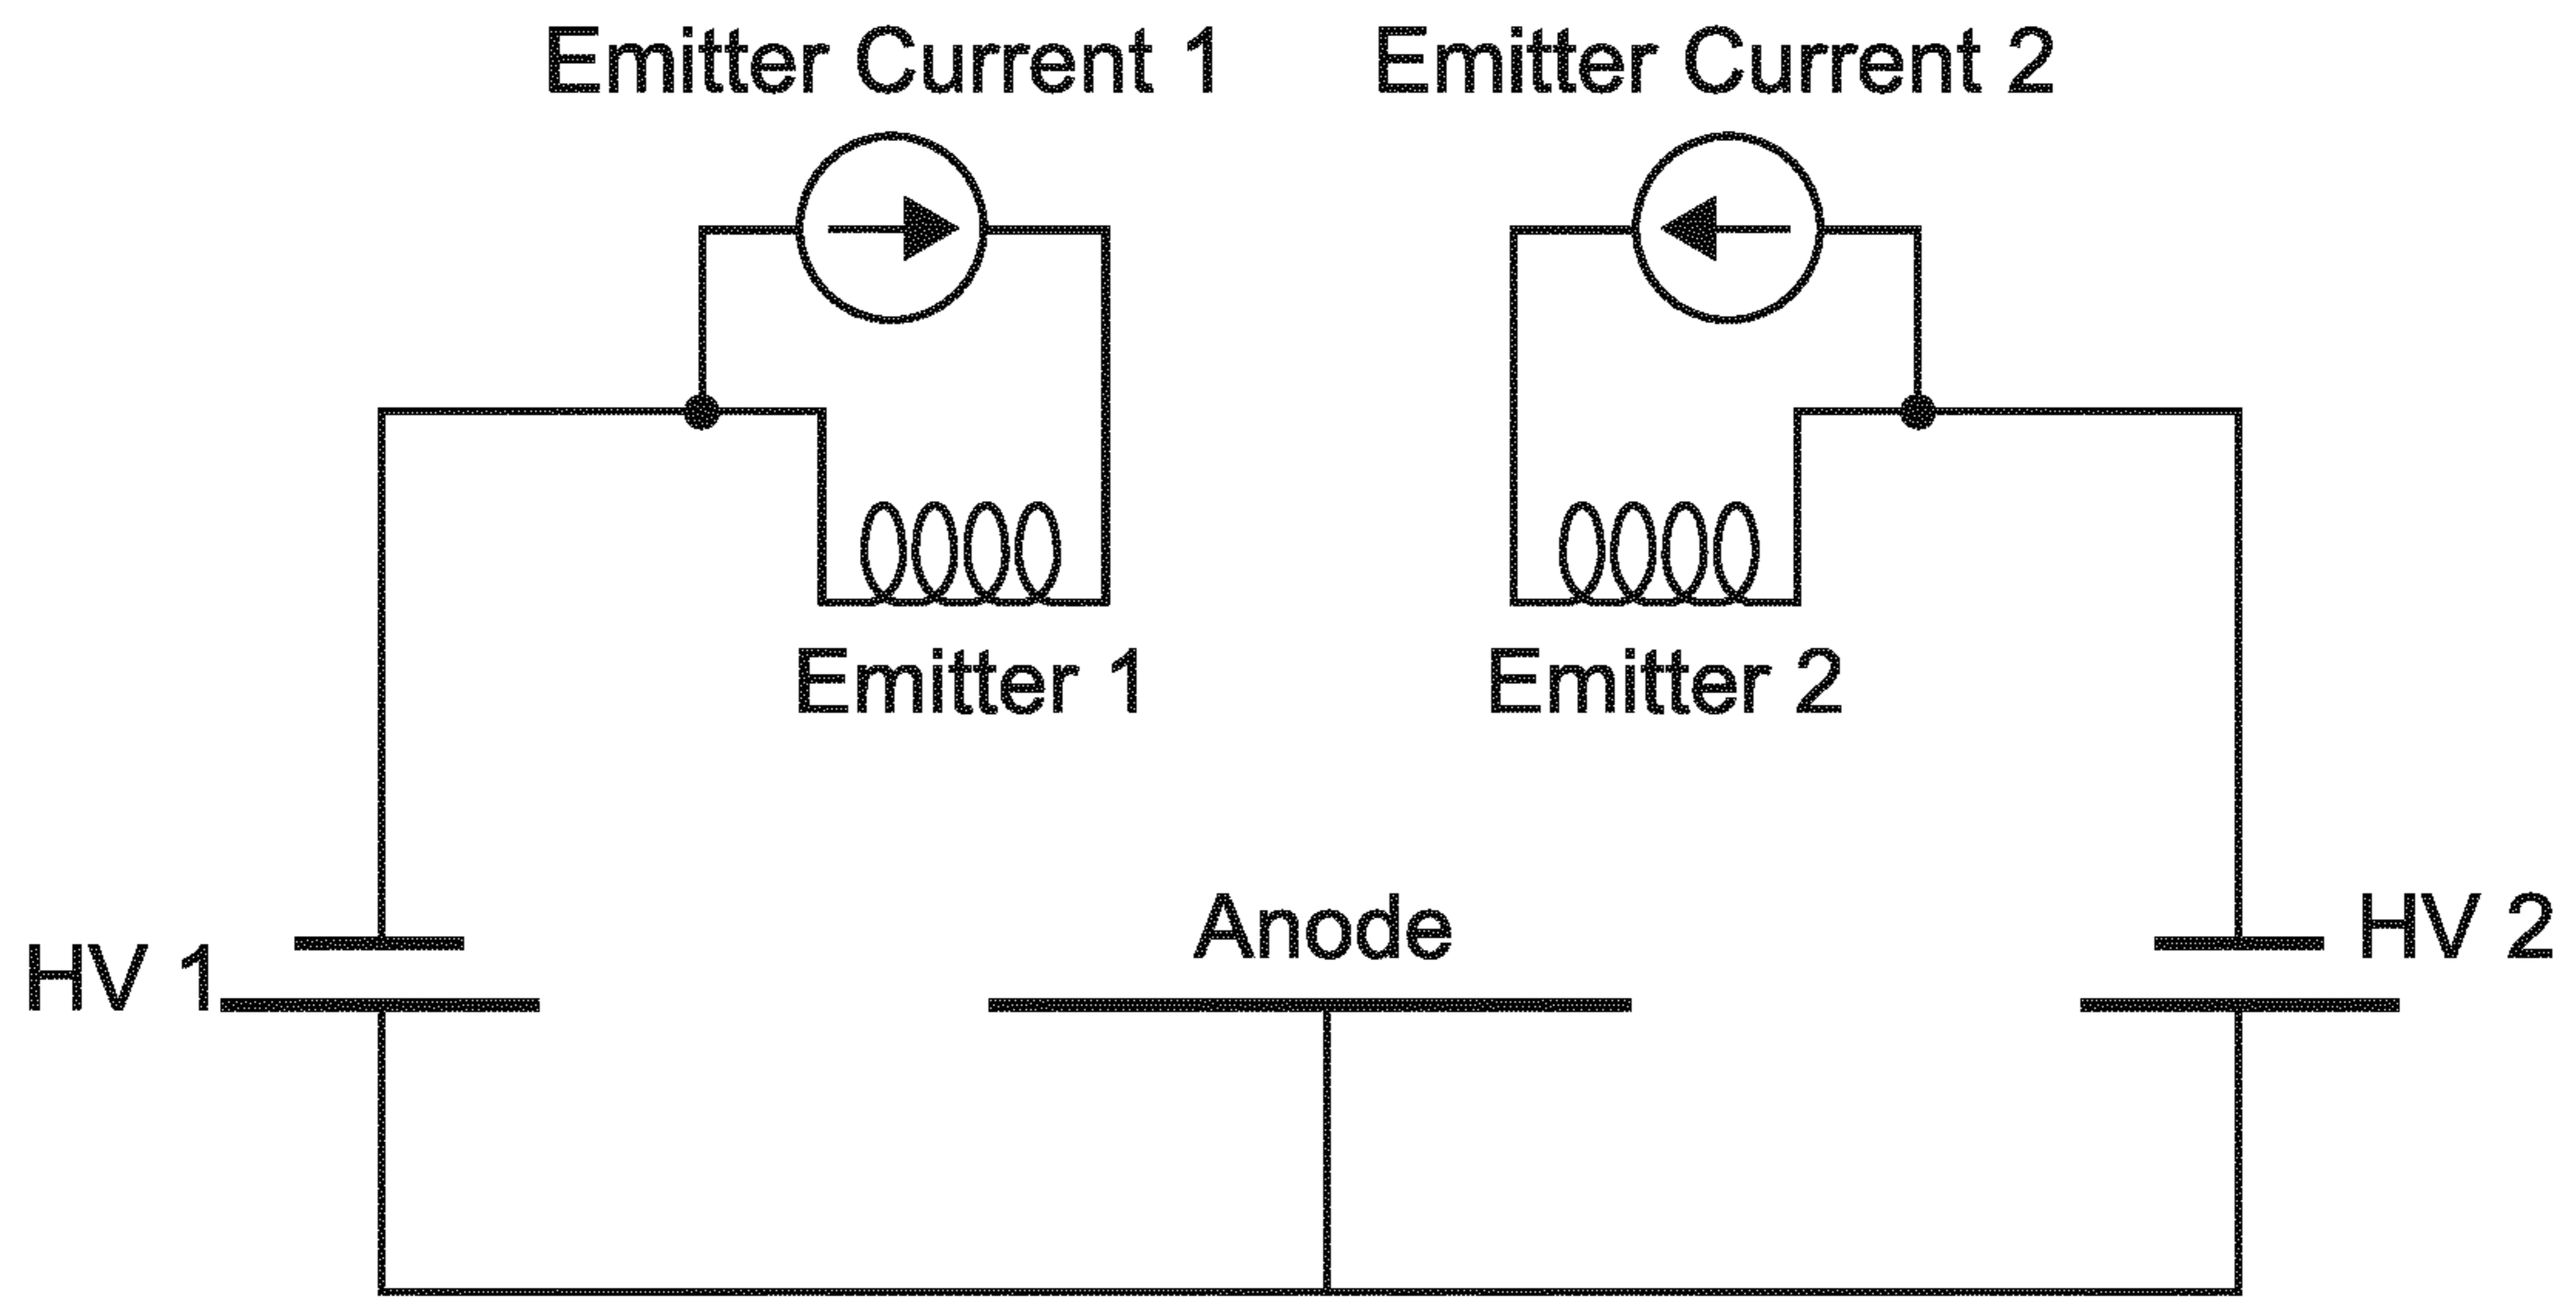 Emitter Current 1
Emitter Current 2
Emitter 1
Emitter 2
HV 1
Anode
HV 2